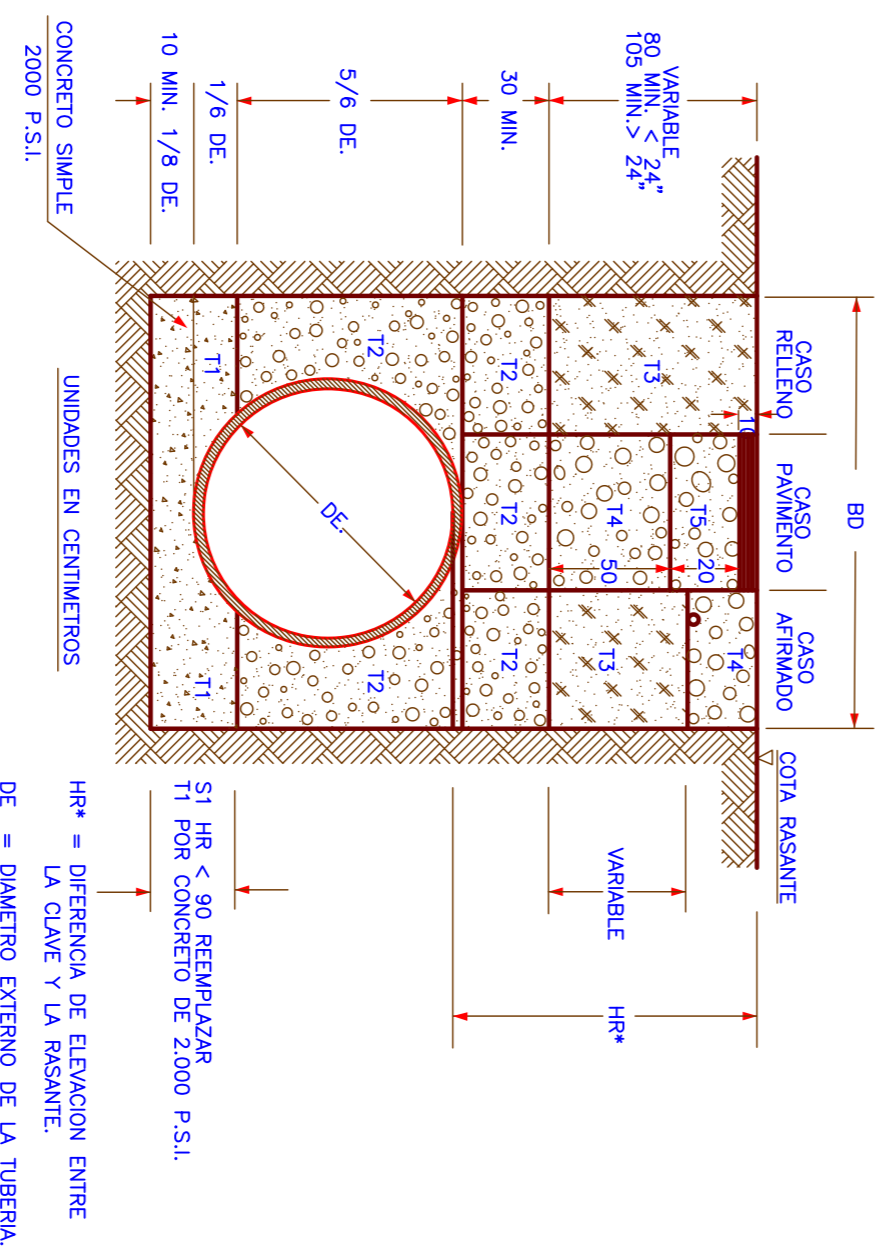 BD
CASO
RELLENO
CASO
PAVIMENTO
CASO
AFIRMADO
COTA RASANTE
VARIABLE
80 MIN. < 24"
105 MIN.> 24"
30 MIN.
5/6 DE.
1/6 DE.
10 MIN. 1/8 DE.
CONCRETO SIMPLE
2000 P.S.I.
10
T3
T5
20
T4
T4
50
T3
T2
T2
T2
T2
T2
DE.
T1
T1
VARIABLE
HR*
UNIDADES EN CENTIMETROS
S1 HR < 90 REEMPLAZAR
T1 POR CONCRETO DE 2.000 P.S.I.
HR* = DIFERENCIA DE ELEVACION ENTRE
LA CLAVE Y LA RASANTE.
DE = DIAMETRO EXTERNO DE LA TUBERIA.